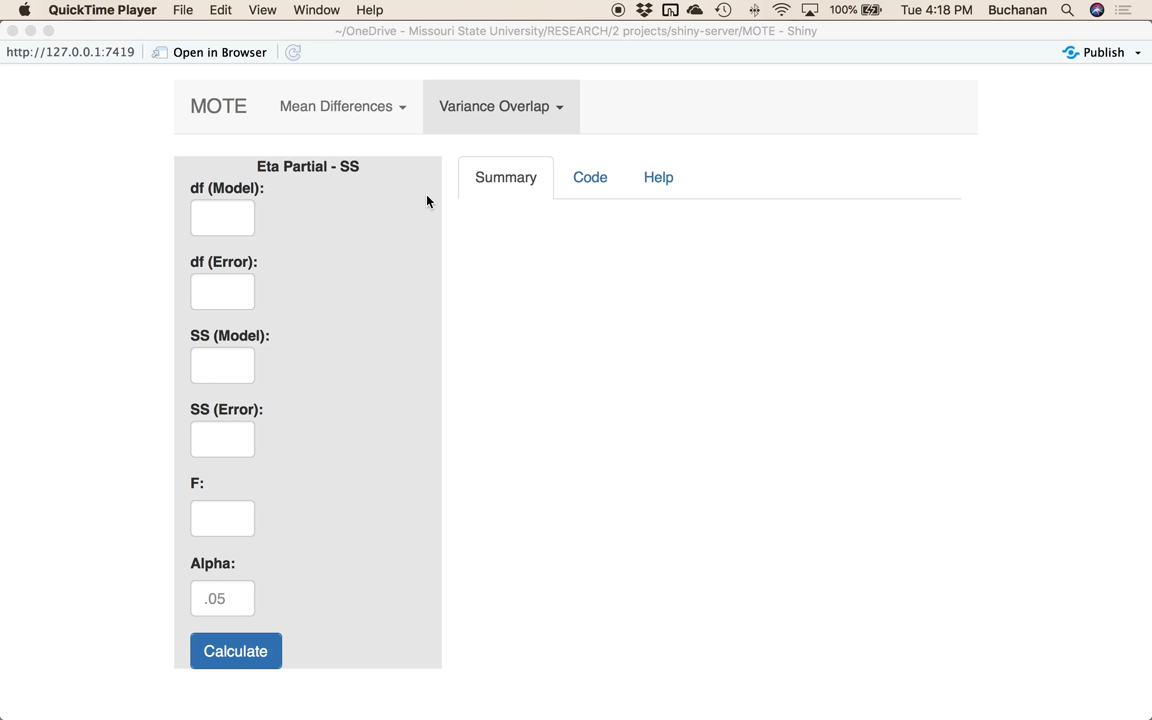 QuickTime Player File Edit View Window Help 100% Tue 4:18 PM Buchanan
~/OneDrive - Missouri State University/RESEARCH/2 projects/shiny-server/MOTE - Shiny
http://127.0.0.1:7419 Open in Browser Publish
MOTE Mean Differences Variance Overlap
Eta Partial - SS
Summary Code Help
df (Model):
df (Error):
SS (Model):
SS (Error):
F:
Alpha:
.05
Calculate